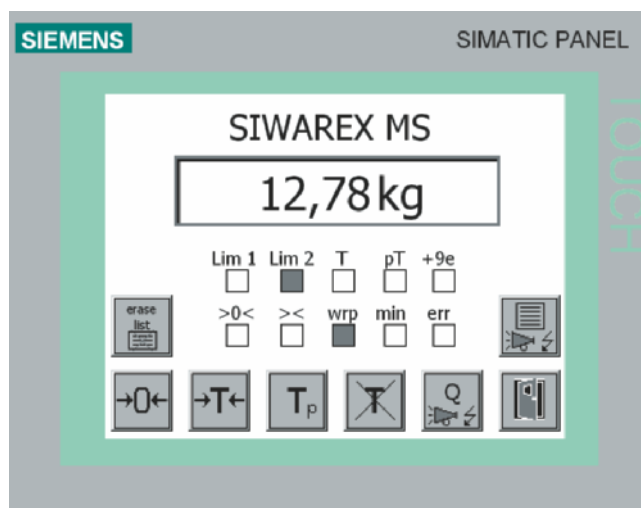 SIEMENS
SIMATIC PANEL
TOUCH
SIWAREX MS
12,78 kg
Lim 1 Lim 2 T pT +9e
erase
list
>0< >< wrp min err
→0← →T← Tp T Q